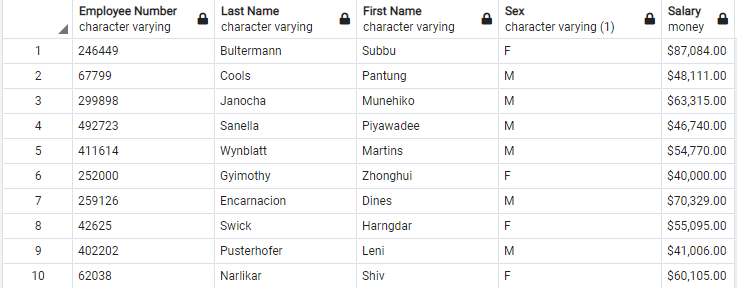 Employee Number Last Name First Name Sex Salary
character varying character varying character varying character varying (1) money
1 246449 Bultermann Subbu F $87,084.00
2 67799 Cools Pantung M $48,111.00
3 299898 Janocha Munehiko M $63,315.00
4 492723 Sanella Piyawadee M $46,740.00
5 411614 Wynblatt Martins M $54,770.00
6 252000 Gyimothy Zhonghui F $40,000.00
7 259126 Encarnacion Dines M $70,329.00
8 42625 Swick Harngdar F $55,095.00
9 402202 Pusterhofer Leni M $41,006.00
10 62038 Narlikar Shiv F $60,105.00